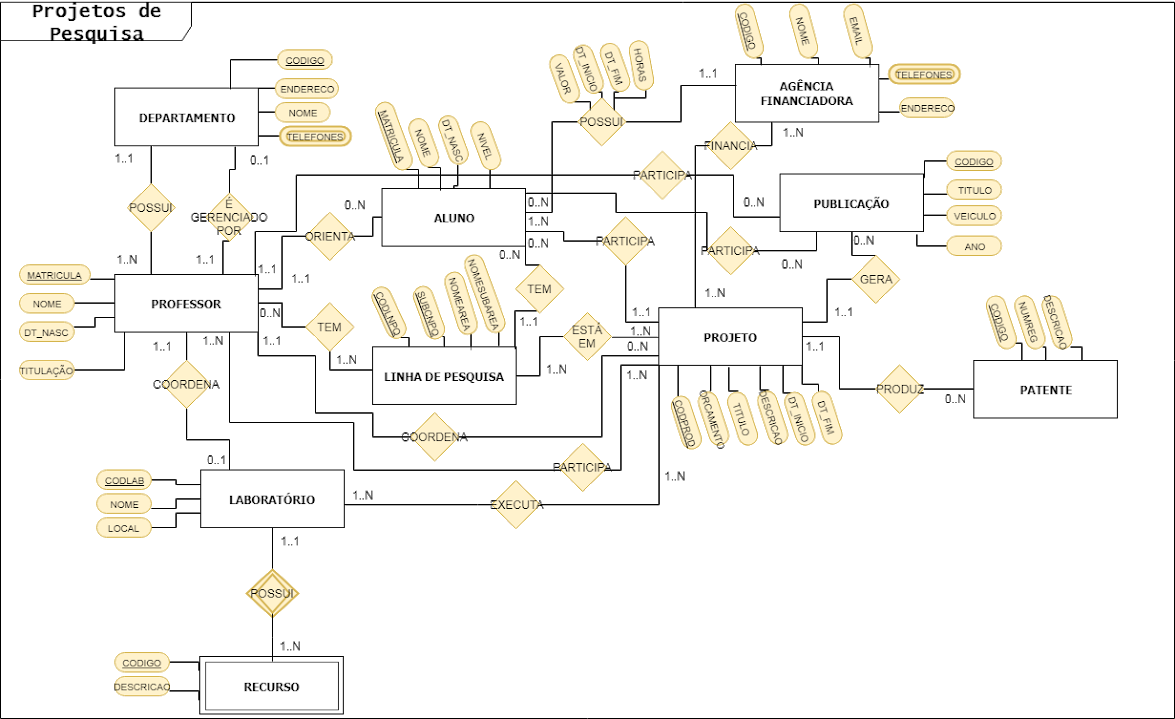 Projetos de
Pesquisa
CODIGO
ENDERECO
NOME
TELEFONES
DEPARTAMENTO
1..1
0..1
POSSUI
É
GERENCIADO
POR
1..N
1..1
MATRICULA
NOME
DT_NASC
NIVEL
ALUNO
0..N
ORIENTA
1..1
1..1
VALOR
DT_INICIO
DT_FIM
HORAS
POSSUI
1..1
CODIGO
NOME
EMAIL
TELEFONES
ENDERECO
AGÊNCIA
FINANCIADORA
1..N
FINANCIA
PARTICIPA
0..N
CODIGO
TITULO
VEICULO
ANO
PUBLICAÇÃO
0..N
0..N
1..N
0..N
0..N
PARTICIPA
PARTICIPA
0..N
GERA
TEM
1..1
1..N
1..1
1..1
MATRICULA
NOME
DT_NASC
TITULAÇÃO
PROFESSOR
0..N
1..1
1..N
1..1
TEM
1..N
CODLNPQ
SUBCNPQ
NOMEAREA
NOMESUBAREA
LINHA DE PESQUISA
1..N
ESTÁ
EM
1..N
0..N
1..N
PROJETO
1..1
CODPROD
ORCAMENTO
TITULO
DESCRICAO
DT_INICIO
DT_FIM
PRODUZ
0..N
CODIGO
NUMREG
DESCRICAO
PATENTE
COORDENA
COORDENA
PARTICIPA
0..1
CODLAB
NOME
LOCAL
LABORATÓRIO
1..N
EXECUTA
1..N
1..1
POSSUI
1..N
CODIGO
DESCRICAO
RECURSO